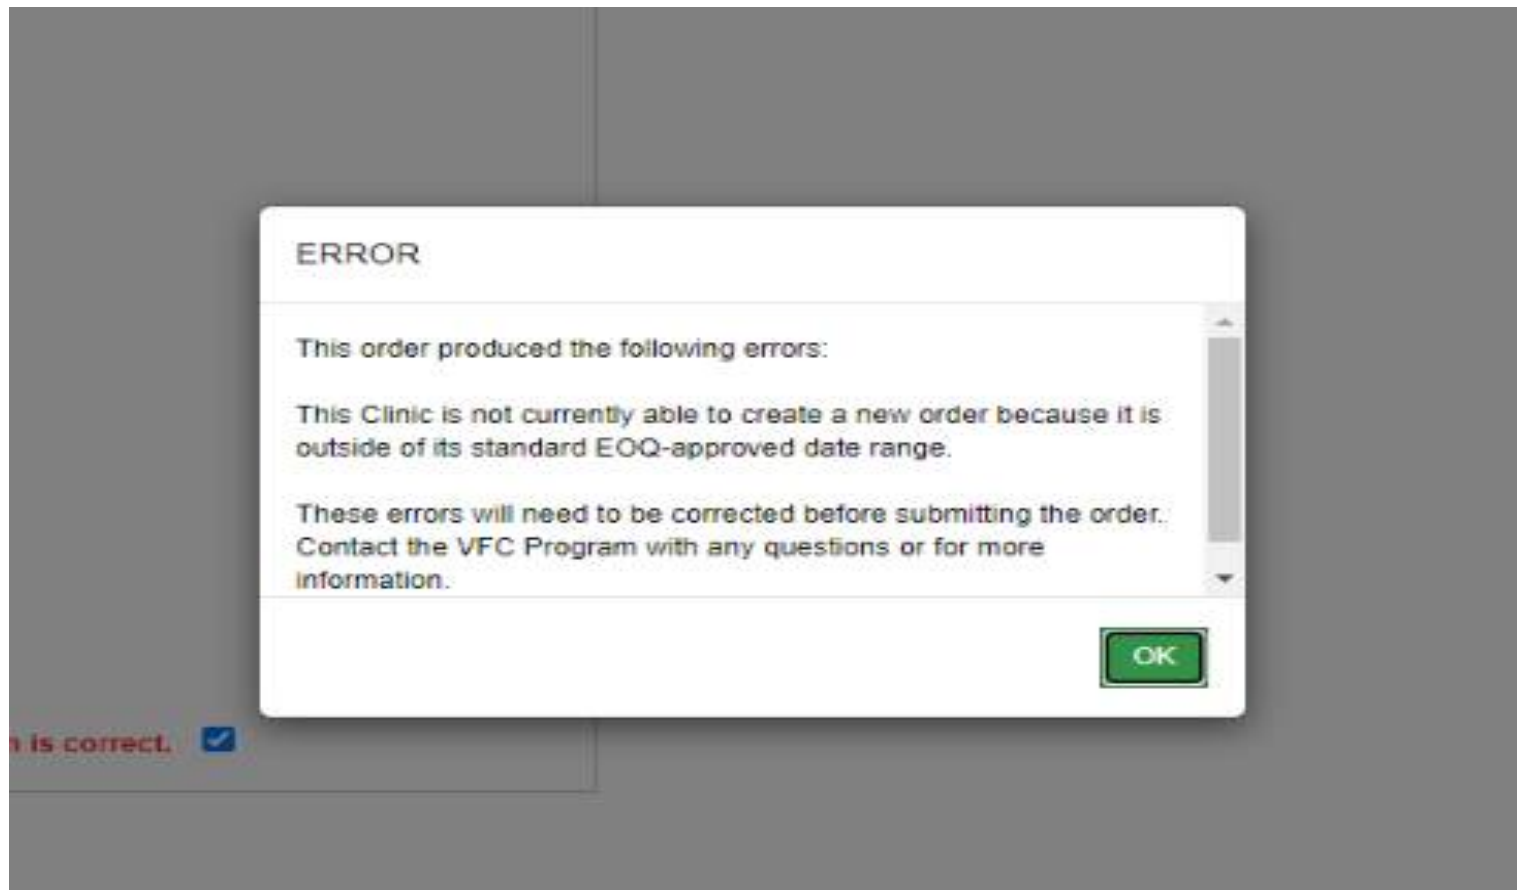 ERROR
This order produced the following errors:
This Clinic is not currently able to create a new order because it is
outside of its standard EOQ-approved date range.
These errors will need to be corrected before submitting the order.
Contact the VFC Program with any questions or for more
information.
OK
is correct.